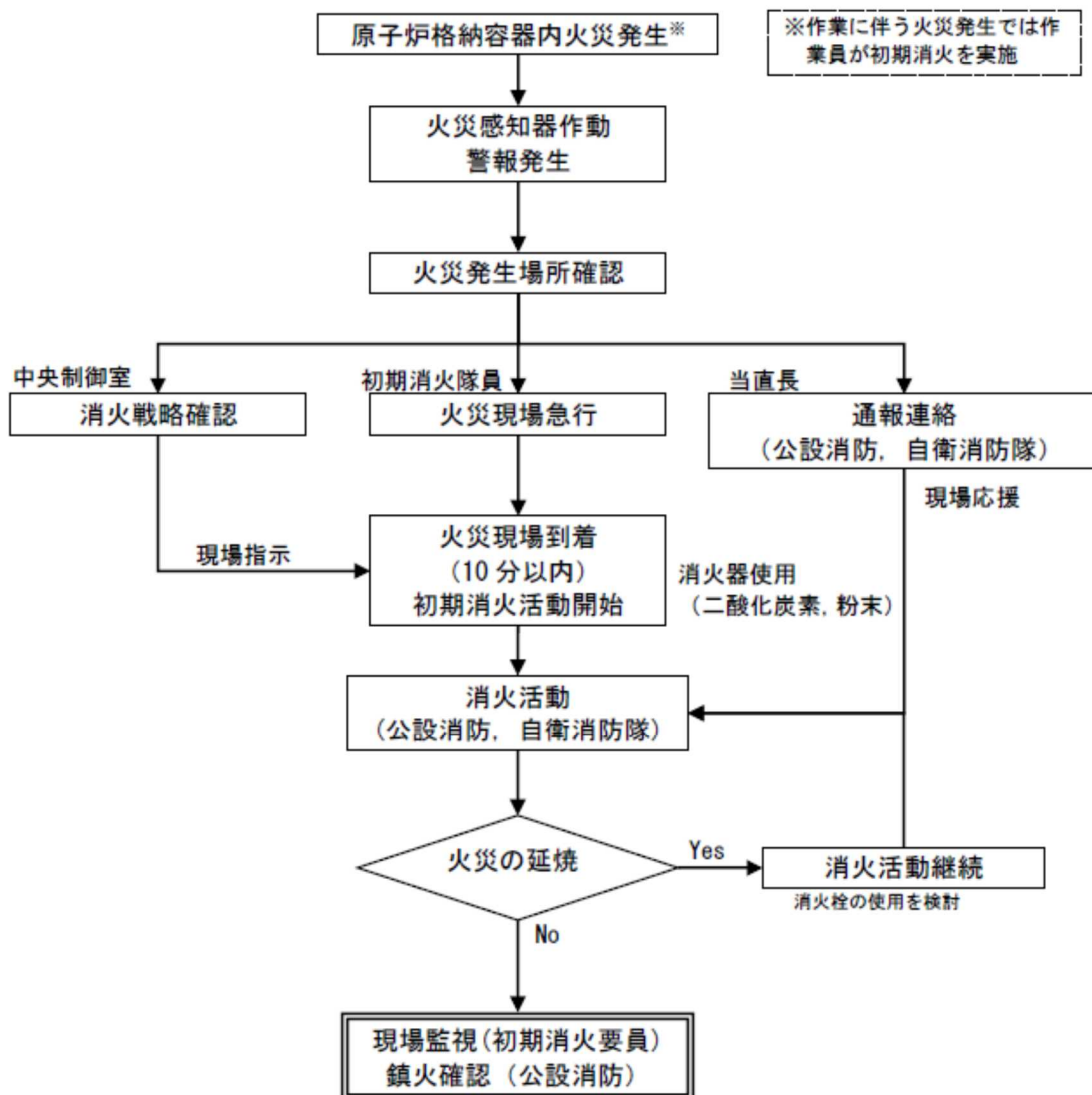 原子炉格納容器内火災発生※
※作業に伴う火災発生では作
業員が初期消火を実施
火災感知器作動
警報発生
火災発生場所確認
中央制御室
消火戦略確認
初期消火隊員
火災現場急行
当直長
通報連絡
(公設消防, 自衛消防隊)
現場応援
現場指示
火災現場到着
(10分以内)
初期消火活動開始
消火器使用
(二酸化炭素, 粉末)
消火活動
(公設消防, 自衛消防隊)
火災の延焼
Yes
消火活動継続
消火栓の使用を検討
No
現場監視(初期消火要員)
鎮火確認(公設消防)